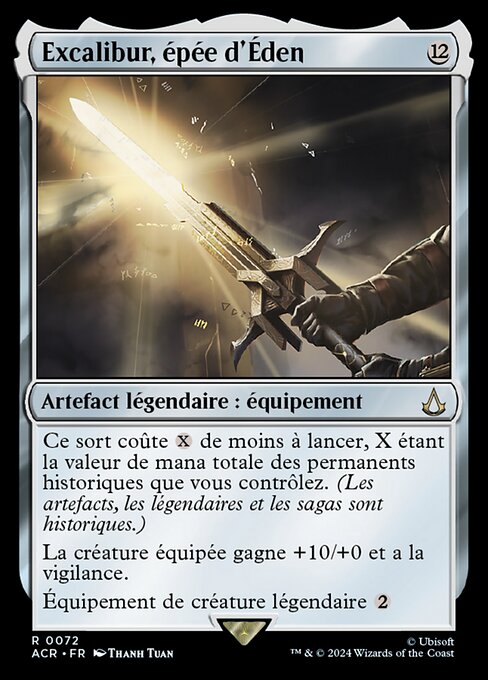 Excalibur, épée d'Éden 12
Artefact légendaire : équipement
Ce sort coûte X de moins à lancer, X étant
la valeur de mana totale des permanents
historiques que vous contrôlez. (Les
artefacts, les légendaires et les sagas sont
historiques.)
La créature équipée gagne +10/+0 et a la
vigilance.
Équipement de créature légendaire 2
R 0072
ACR • FR Thanh Tuan
© Ubisoft
™ & © 2024 Wizards of the Coast